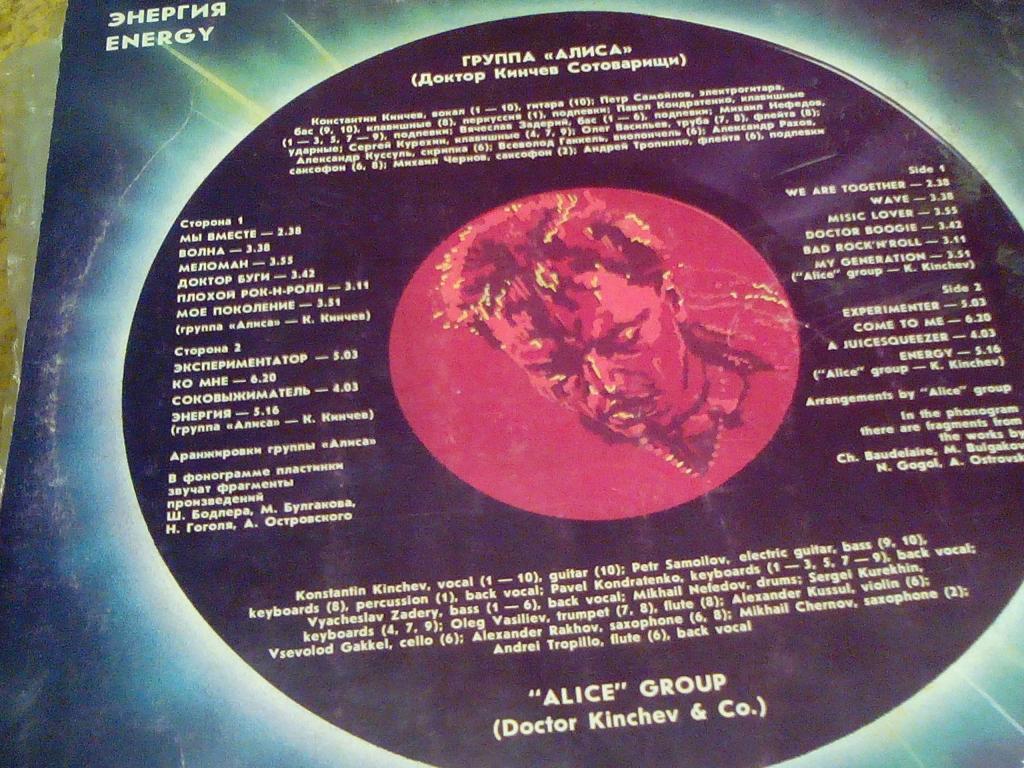 ЭНЕРГИЯ
ENERGY
ГРУППА «АЛИСА»
(Доктор Кинчев Сотоварищи)
Константин Кинчев, вокал (1 — 10), гитара (10); Петр Самойлов, электрогитара,
бас (9, 10), клавишные (8), перкуссия (1), подпевки; Павел Кондратенко, клавишные
(1 — 3, 5, 7 — 9), подпевки; Вячеслав Задерий, бас (1 — 6), подпевки; Михаил Нефедов,
ударные; Сергей Курехин, клавишные (4, 7, 9); Олег Васильев, труба (7, 8), флейта (8);
Александр Куссуль, скрипка (6); Всеволод Гаккель, виолончель (6); Александр Рахов,
саксофон (6, 8); Михаил Чернов, саксофон (2); Андрей Тропилло, флейта (6), подпевки
Сторона 1
МЫ ВМЕСТЕ — 2.38
ВОЛНА — 3.38
МЕЛОМАН — 3.55
ДОКТОР БУГИ — 3.42
ПЛОХОЙ РОК-Н-РОЛЛ — 3.11
МОЕ ПОКОЛЕНИЕ — 3.51
(группа «Алиса» — К. Кинчев)
Сторона 2
ЭКСПЕРИМЕНТАТОР — 5.03
КО МНЕ — 6.20
СОКОВЫЖИМАТЕЛЬ — 4.03
ЭНЕРГИЯ — 5.16
(группа «Алиса» — К. Кинчев)
Аранжировки группы «Алиса»
В фонограмме пластинки
звучат фрагменты
произведений
Ш. Бодлера, М. Булгакова,
Н. Гоголя, А. Островского
Side 1
WE ARE TOGETHER — 2.38
WAVE — 3.38
MISIC LOVER — 3.55
DOCTOR BOOGIE — 3.42
BAD ROCK'N'ROLL — 3.11
MY GENERATION — 3.51
("Alice" group — K. Kinchev)
Side 2
EXPERIMENTER — 5.03
COME TO ME — 6.20
A JUICESQUEEZER — 4.03
ENERGY — 5.16
("Alice" group — K. Kinchev)
Arrangements by "Alice" group
In the phonogram
there are fragments from
the works by
Ch. Baudelaire, M. Bulgakov
N. Gogol, A. Ostrovsk
Konstantin Kinchev, vocal (1 — 10), guitar (10); Petr Samoilov, electric guitar, bass (9, 10),
keyboards (8), percussion (1), back vocal; Pavel Kondratenko, keyboards (1 — 3, 5, 7 — 9), back vocal;
Vyacheslav Zadery, bass (1 — 6), back vocal; Mikhail Nefedov, drums; Sergei Kurekhin,
keyboards (4, 7, 9); Oleg Vasiliev, trumpet (7, 8), flute (8); Alexander Kussul, violin (6);
Vsevolod Gakkel, cello (6); Alexander Rakhov, saxophone (6, 8); Mikhail Chernov, saxophone (2);
Andrei Tropillo, flute (6), back vocal
"ALICE" GROUP
(Doctor Kinchev & Co.)